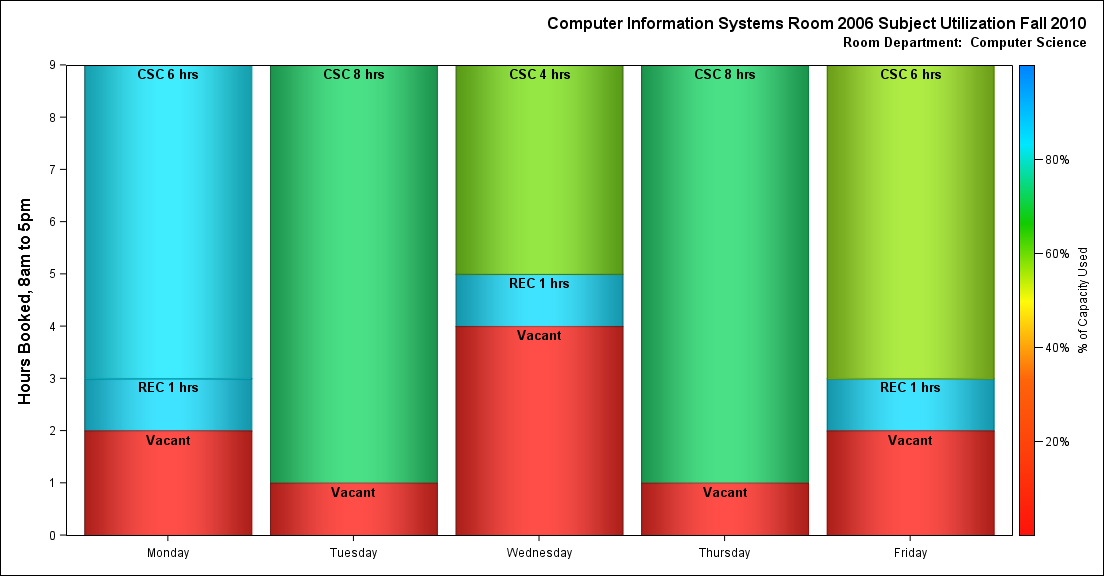 Computer Information Systems Room 2006 Subject Utilization Fall 2010
Room Department: Computer Science
Hours Booked, 8am to 5pm
9
8
7
6
5
4
3
2
1
0
CSC 6 hrs
REC 1 hrs
Vacant
CSC 8 hrs
Vacant
CSC 4 hrs
REC 1 hrs
Vacant
CSC 8 hrs
Vacant
CSC 6 hrs
REC 1 hrs
Vacant
Monday
Tuesday
Wednesday
Thursday
Friday
80%
60%
40%
20%
% of Capacity Used